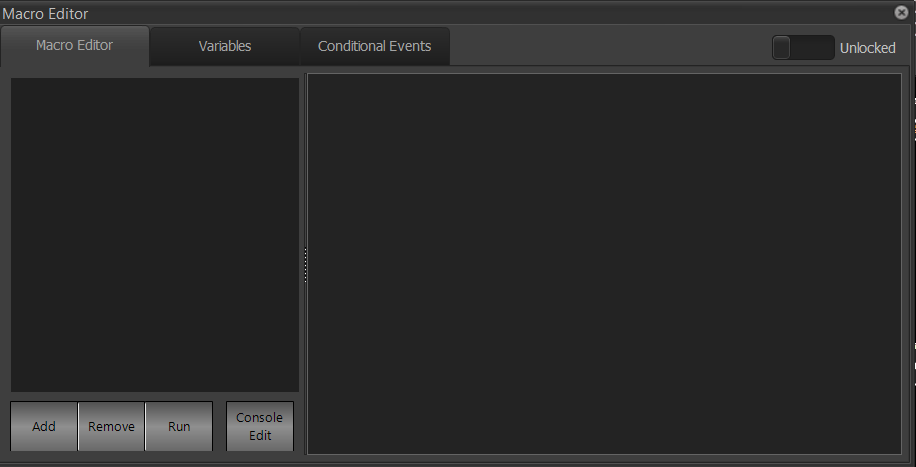 Macro Editor
Macro Editor
Variables
Conditional Events
Unlocked
Add
Remove
Run
Console
Edit